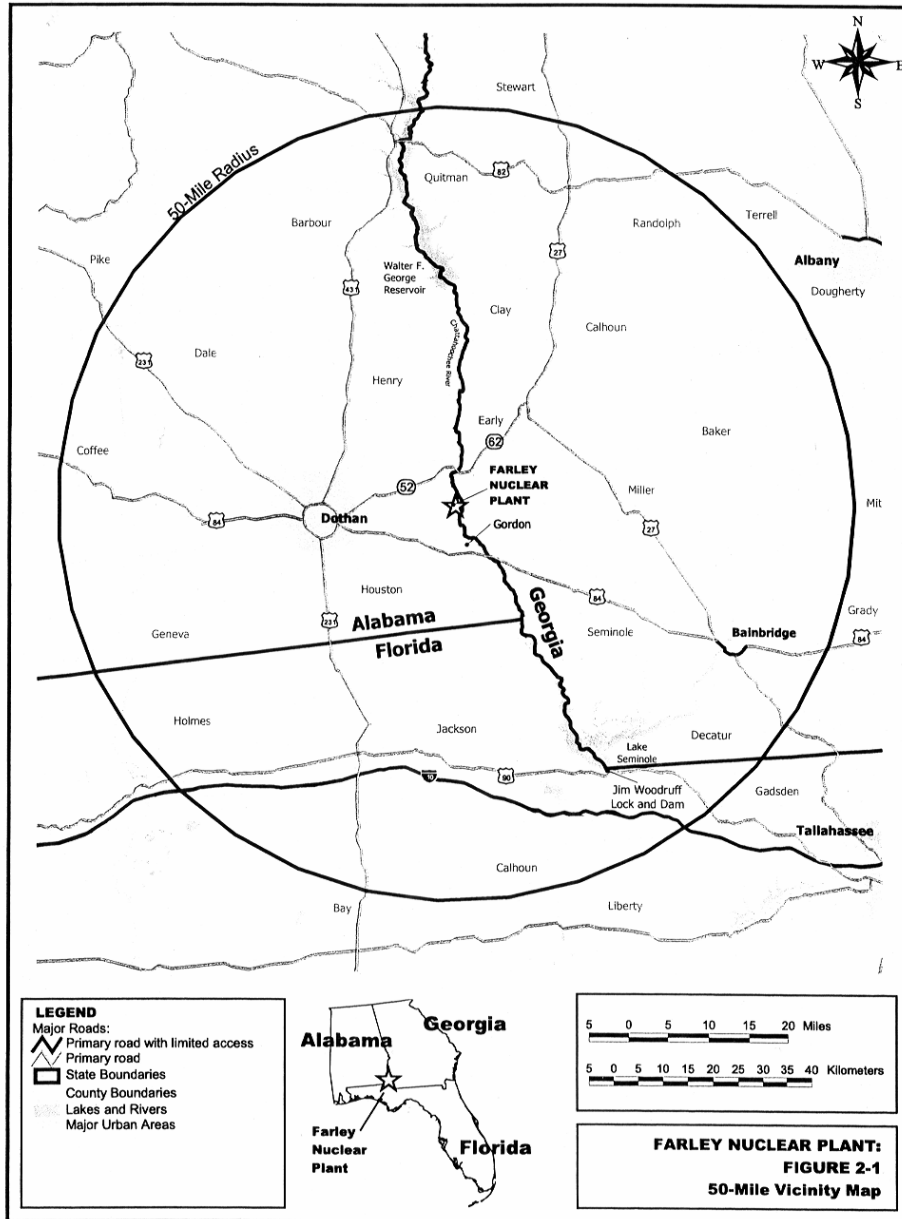 N
W
E
S
Stewart
50-Mile Radius
Quitman
82
Barbour
Randolph
Terrell
27
Pike
Walter F.
George
Reservoir
Albany
431
Dougherty
Clay
Chattahoochee River
Calhoun
231
Dale
Henry
Early
62
Baker
Coffee
FARLEY
NUCLEAR
PLANT
52
Miller
84
Dothan
Mit
Gordon
27
Houston
84
231
Georgia
Grady
Geneva
Alabama
Seminole
Bainbridge
84
Florida
Holmes
Jackson
Decatur
Lake
Seminole
10
90
Jim Woodruff
Lock and Dam
Gadsden
Tallahassee
Calhoun
Bay
Liberty
LEGEND
Major Roads:
Primary road with limited access
Primary road
State Boundaries
County Boundaries
Lakes and Rivers
Major Urban Areas
Alabama
Georgia
Farley
Nuclear
Plant
Florida
5 0 5 10 15 20 Miles
5 0 5 10 15 20 25 30 35 40 Kilometers
FARLEY NUCLEAR PLANT:
FIGURE 2-1
50-Mile Vicinity Map